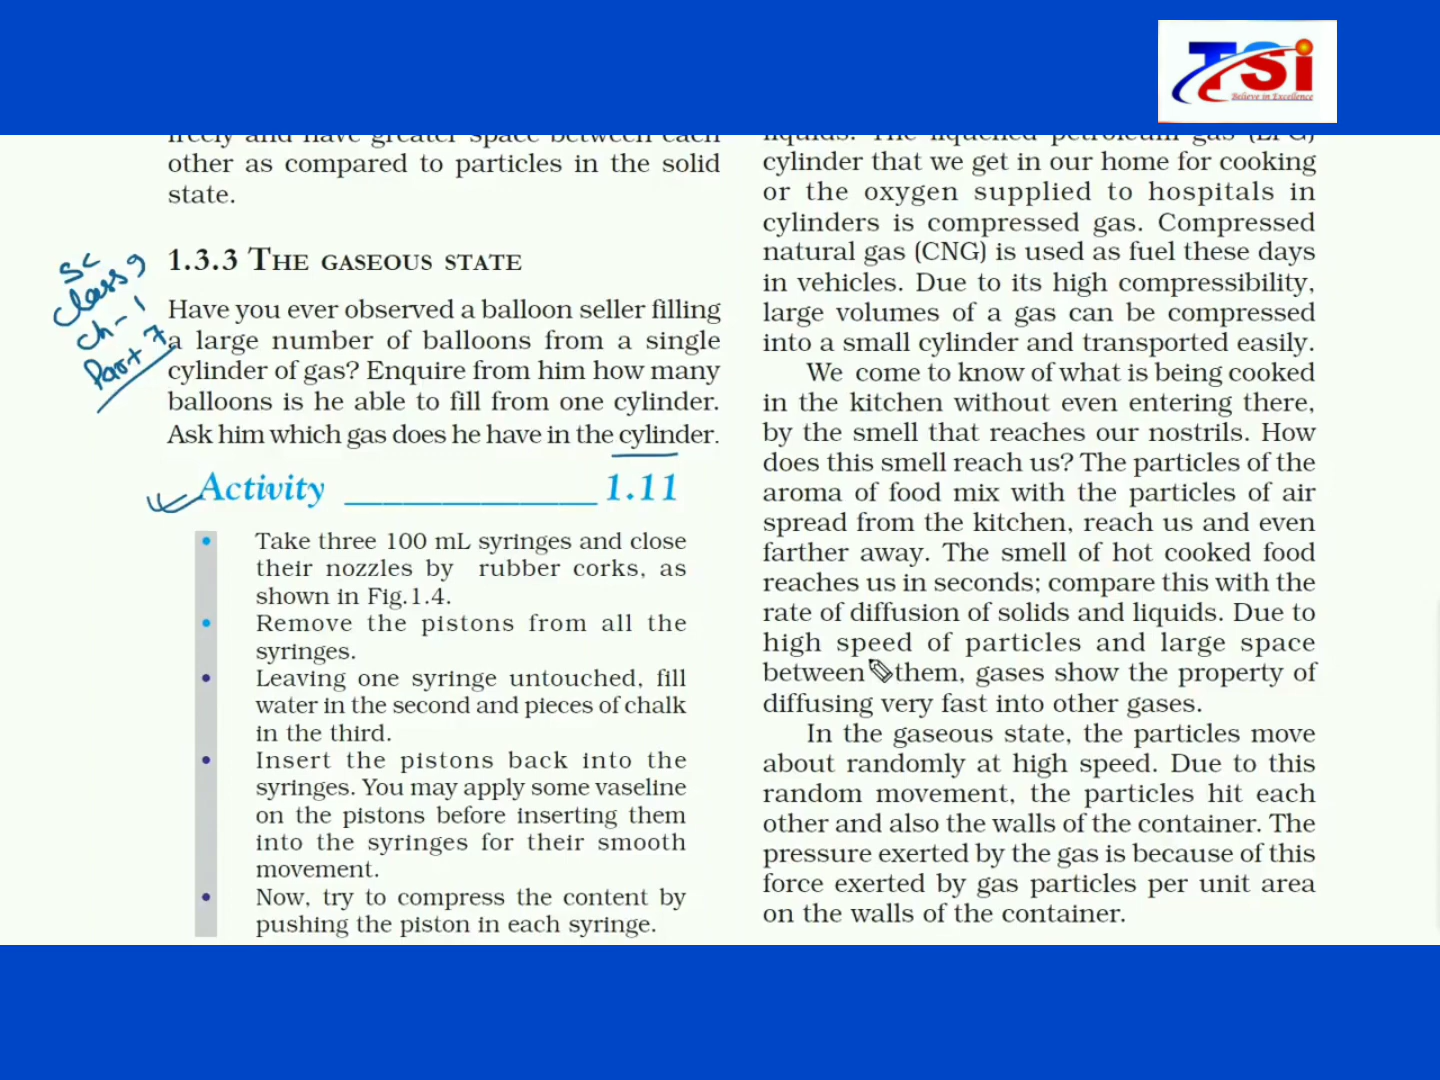 TSi
Believe in Excellence
freely and have greater space between each
other as compared to particles in the solid
state.
Sc
Class 9
Ch-1
Part 7
1.3.3 THE GASEOUS STATE
Have you ever observed a balloon seller filling
a large number of balloons from a single
cylinder of gas? Enquire from him how many
balloons is he able to fill from one cylinder.
Ask him which gas does he have in the cylinder.
Activity ______________ 1.11
• Take three 100 mL syringes and close
their nozzles by rubber corks, as
shown in Fig.1.4.
• Remove the pistons from all the
syringes.
• Leaving one syringe untouched, fill
water in the second and pieces of chalk
in the third.
• Insert the pistons back into the
syringes. You may apply some vaseline
on the pistons before inserting them
into the syringes for their smooth
movement.
• Now, try to compress the content by
pushing the piston in each syringe.
liquids. The liquefied petroleum gas (LPG)
cylinder that we get in our home for cooking
or the oxygen supplied to hospitals in
cylinders is compressed gas. Compressed
natural gas (CNG) is used as fuel these days
in vehicles. Due to its high compressibility,
large volumes of a gas can be compressed
into a small cylinder and transported easily.
We come to know of what is being cooked
in the kitchen without even entering there,
by the smell that reaches our nostrils. How
does this smell reach us? The particles of the
aroma of food mix with the particles of air
spread from the kitchen, reach us and even
farther away. The smell of hot cooked food
reaches us in seconds; compare this with the
rate of diffusion of solids and liquids. Due to
high speed of particles and large space
between them, gases show the property of
diffusing very fast into other gases.
In the gaseous state, the particles move
about randomly at high speed. Due to this
random movement, the particles hit each
other and also the walls of the container. The
pressure exerted by the gas is because of this
force exerted by gas particles per unit area
on the walls of the container.